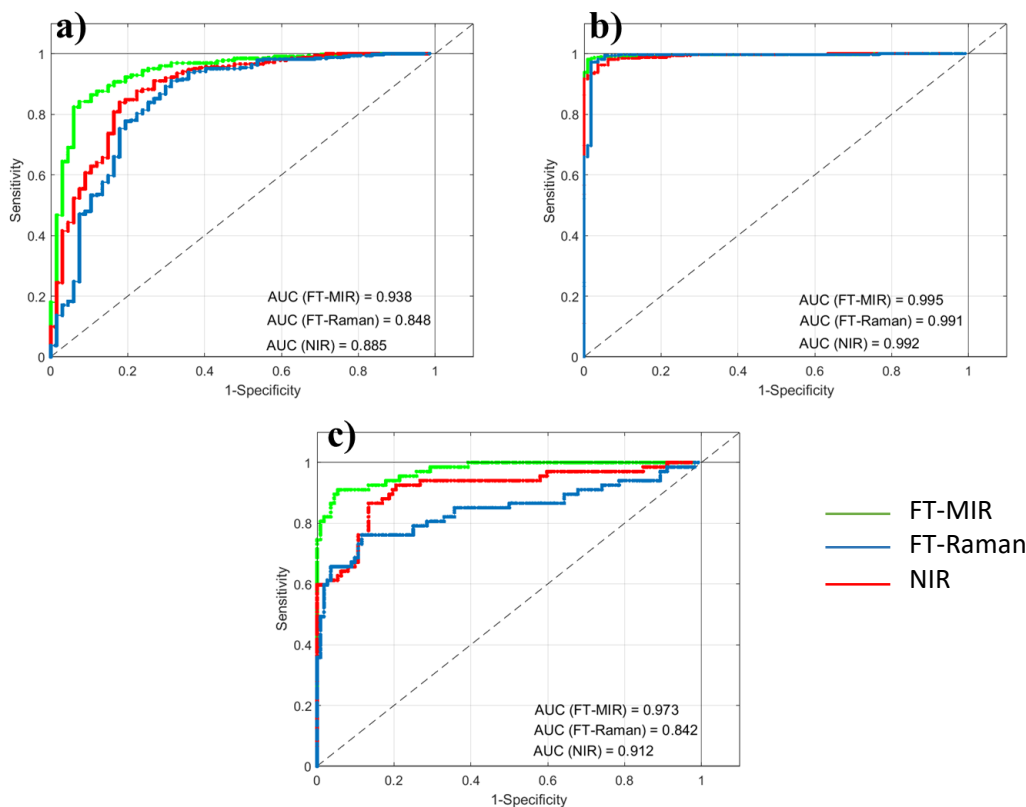 a)
1
0.8
0.6
0.4
0.2
0
Sensitivity
AUC (FT-MIR) = 0.938
AUC (FT-Raman) = 0.848
AUC (NIR) = 0.885
0 0.2 0.4 0.6 0.8 1
1-Specificity
b)
1
0.8
0.6
0.4
0.2
0
Sensitivity
AUC (FT-MIR) = 0.995
AUC (FT-Raman) = 0.991
AUC (NIR) = 0.992
0 0.2 0.4 0.6 0.8 1
1-Specificity
c)
1
0.8
0.6
0.4
0.2
0
Sensitivity
AUC (FT-MIR) = 0.973
AUC (FT-Raman) = 0.842
AUC (NIR) = 0.912
0 0.2 0.4 0.6 0.8 1
1-Specificity
FT-MIR
FT-Raman
NIR